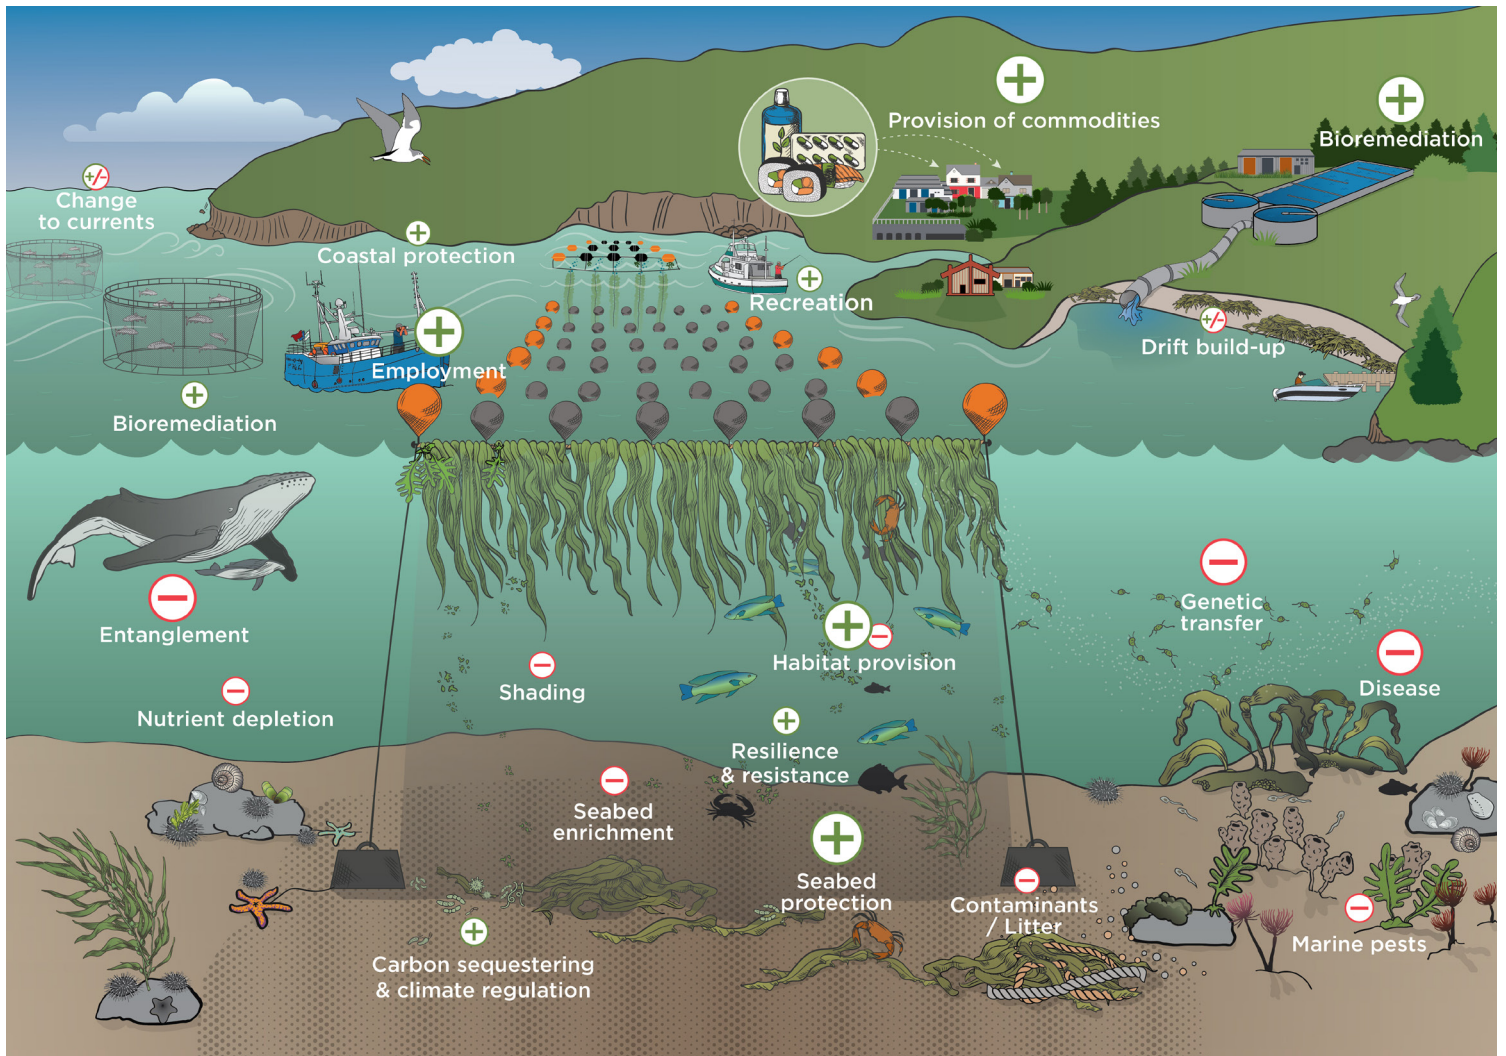 Provision of commodities
Bioremediation
Change
to currents
Coastal protection
Recreation
Drift build-up
Employment
Bioremediation
Entanglement
Genetic
transfer
Habitat provision
Disease
Shading
Nutrient depletion
Resilience
& resistance
Seabed
enrichment
Seabed
protection
Contaminants
/ Litter
Marine pests
Carbon sequestering
& climate regulation